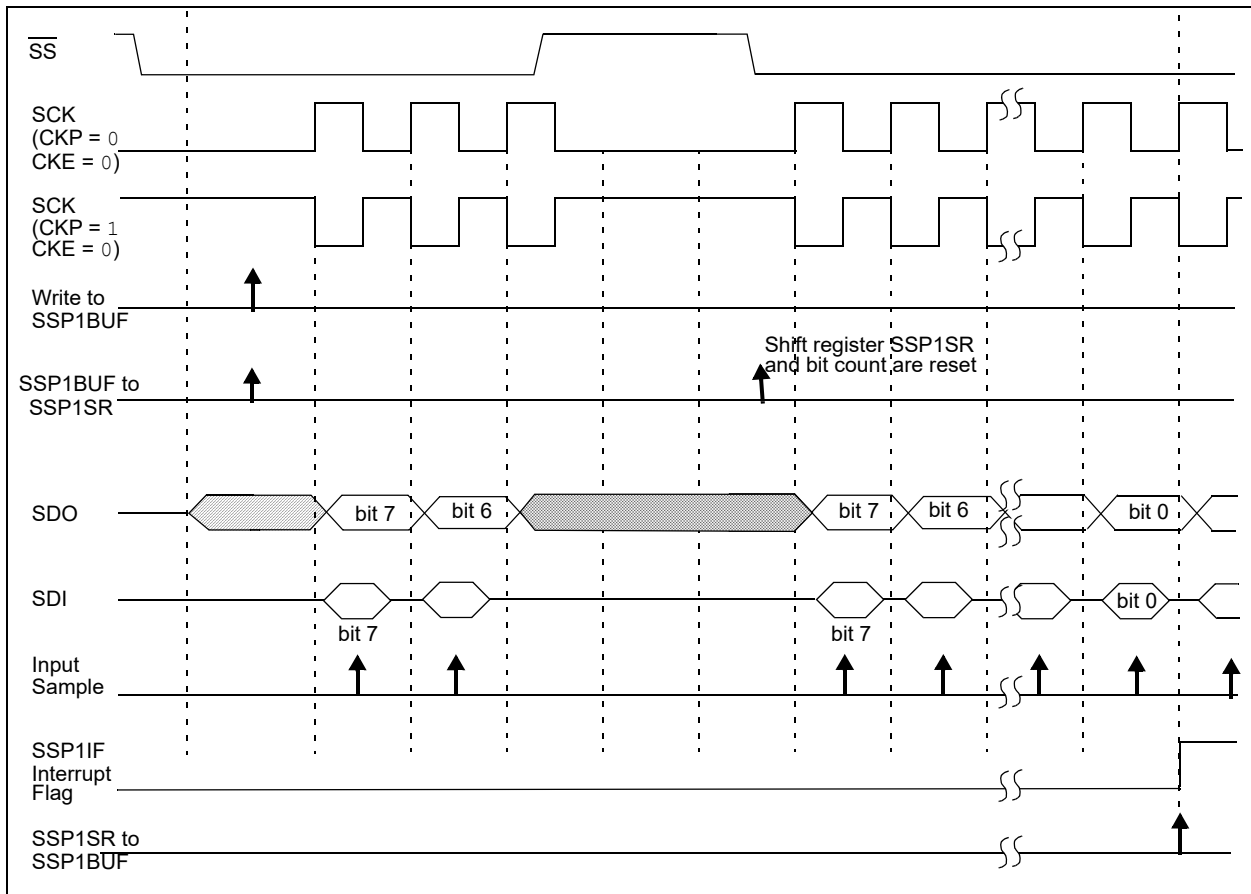 SS
SCK
(CKP = 0
CKE = 0)
SCK
(CKP = 1
CKE = 0)
Write to
SSP1BUF
Shift register SSP1SR
and bit count are reset
SSP1BUF to
SSP1SR
SDO
bit 7
bit 6
bit 7
bit 6
bit 0
SDI
bit 7
bit 7
bit 0
Input
Sample
SSP1IF
Interrupt
Flag
SSP1SR to
SSP1BUF